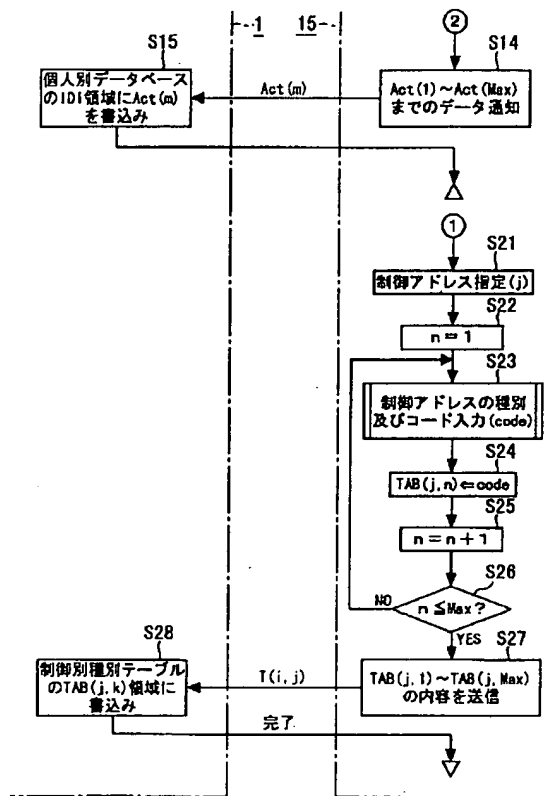 1 15
②
S15
個人別データベース
のIDI領域にAct(m)
を書込み
Act(m)
S14
Act(1)~Act(Max)
までのデータ通知
①
S21
制御アドレス指定(j)
S22
n=1
S23
制御アドレスの種別
及びコード入力(code)
S24
TAB(j,n)⇐code
S25
n=n+1
S26
n≦Max?
NO
YES
S28
制御別種別テーブル
のTAB(j,k)領域に
書込み
T(i,j)
S27
TAB(j,1)~TAB(j,Max)
の内容を送信
完了